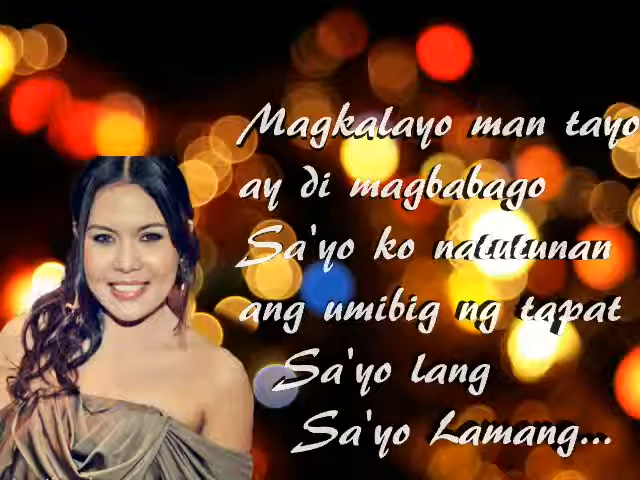 Magkalayo man tayo
ay di magbabago
Sa'yo ko natutunan
ang umibig ng tapat
Sa'yo lang
Sa'yo Lamang...